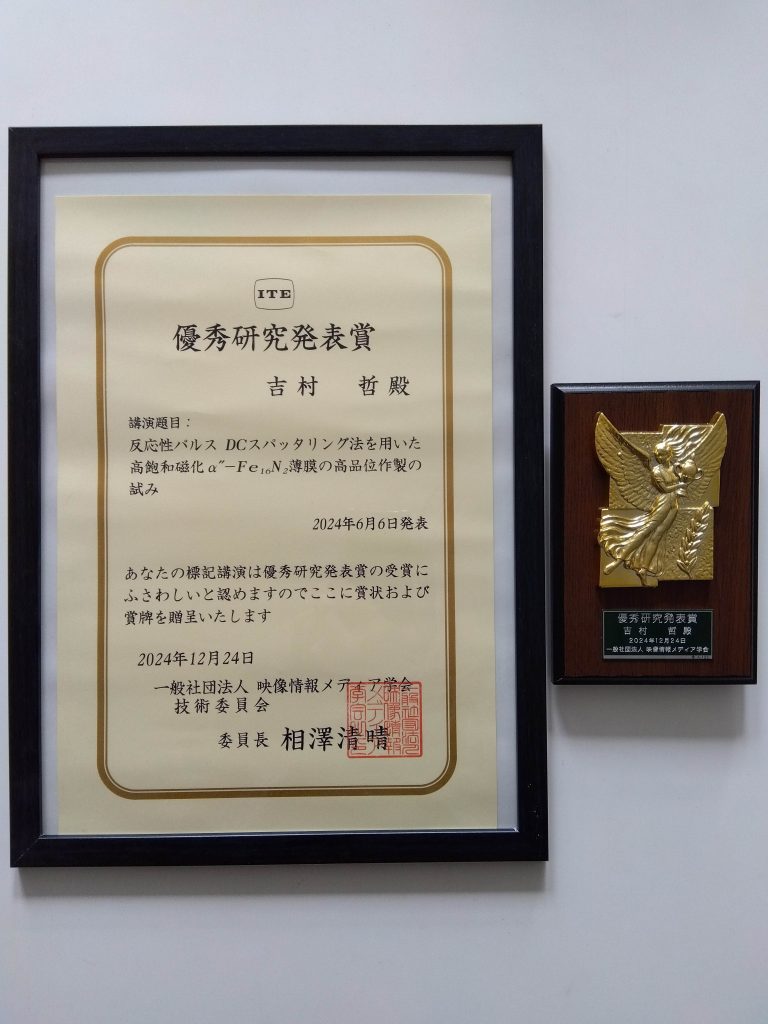 ITE
優秀研究発表賞
吉村 哲殿
講演題目：
反応性パルス DCスパッタリング法を用いた
高飽和磁化α″−Fe₁₆N₂薄膜の高品位作製の
試み
2024年6月6日発表
あなたの標記講演は優秀研究発表賞の受賞に
ふさわしいと認めますのでここに賞状および
賞牌を贈呈いたします
2024年12月24日
一般社団法人 映像情報メディア学会
技術委員会
委員長 相澤清晴
優秀研究発表賞
吉村 哲殿
2024年12月24日
一般社団法人 映像情報メディア学会